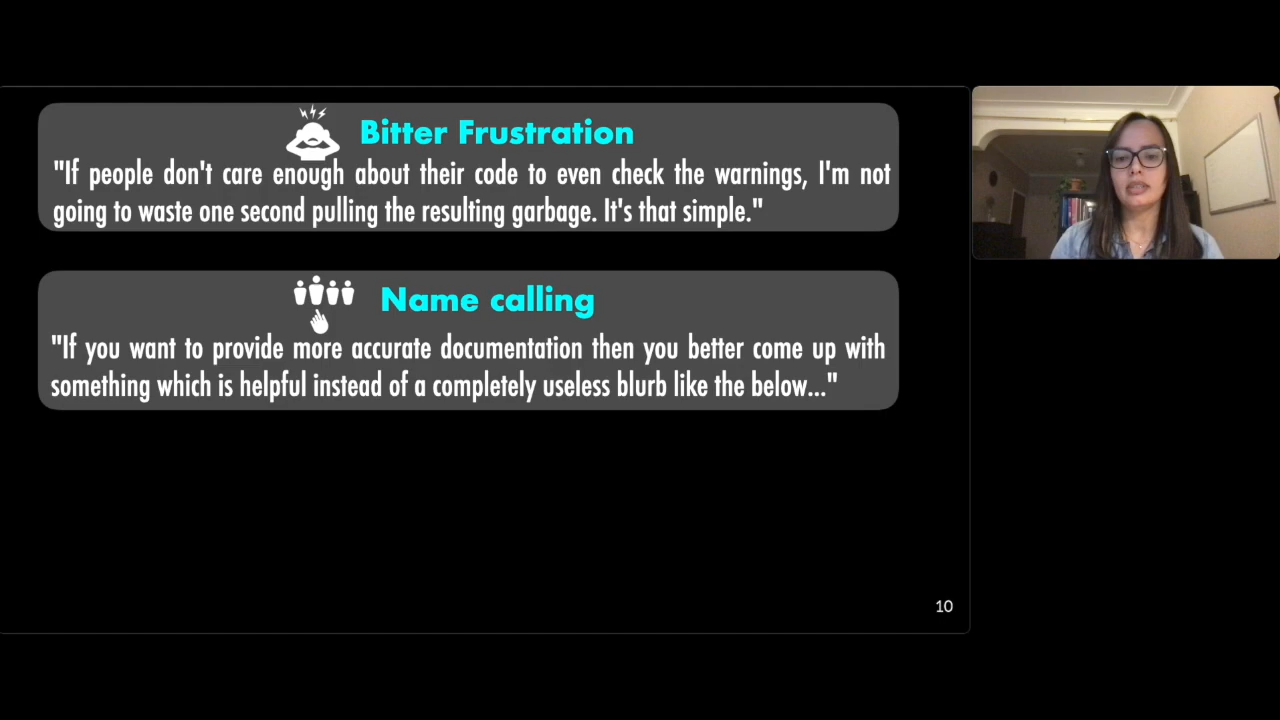 Bitter Frustration
"If people don't care enough about their code to even check the warnings, I'm not
going to waste one second pulling the resulting garbage. It's that simple."
Name calling
"If you want to provide more accurate documentation then you better come up with
something which is helpful instead of a completely useless blurb like the below..."
10